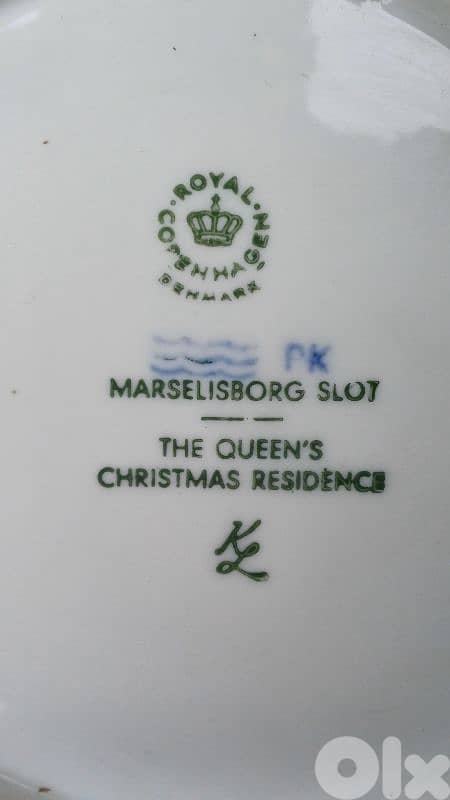 ROYAL
COPENHAGEN
DENMARK
PK
MARSELISBORG SLOT
THE QUEEN'S
CHRISTMAS RESIDENCE
KL
OLX